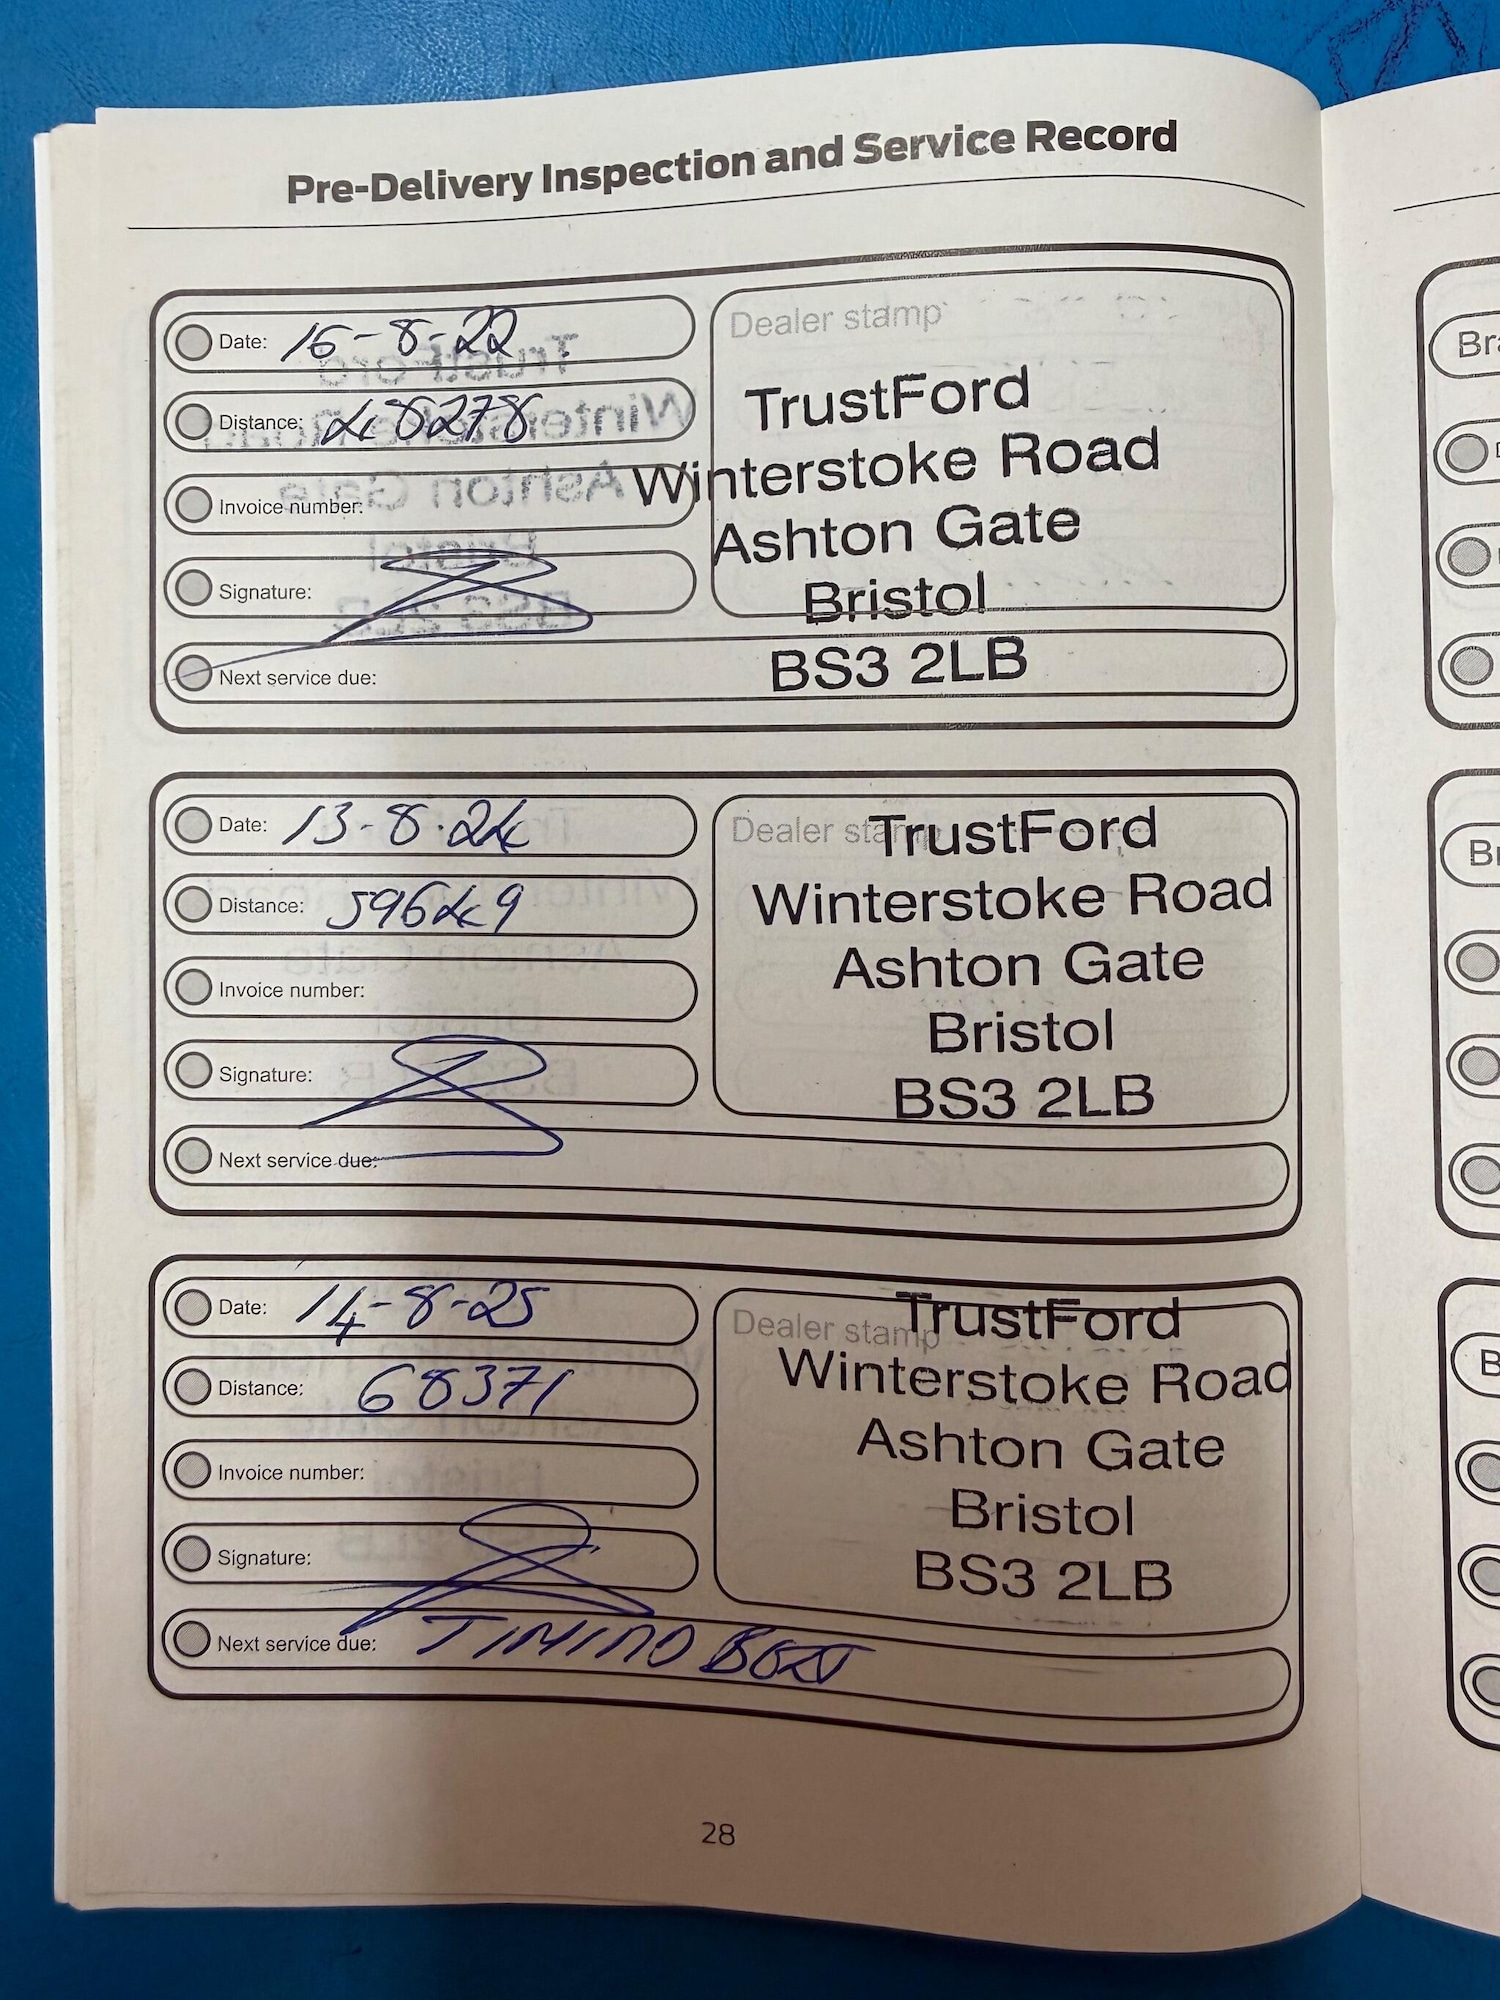 Pre-Delivery Inspection and Service Record
Date: 16-8-22
Distance: 48278
Invoice number:
Signature:
Next service due:
Dealer stamp
TrustFord
Winterstoke Road
Ashton Gate
Bristol
BS3 2LB
Date: 13-8-24
Distance: 59649
Invoice number:
Signature:
Next service due:
Dealer stamp
TrustFord
Winterstoke Road
Ashton Gate
Bristol
BS3 2LB
Date: 14-8-25
Distance: 68371
Invoice number:
Signature:
Next service due: TIMING BELT
Dealer stamp
TrustFord
Winterstoke Road
Ashton Gate
Bristol
BS3 2LB
28